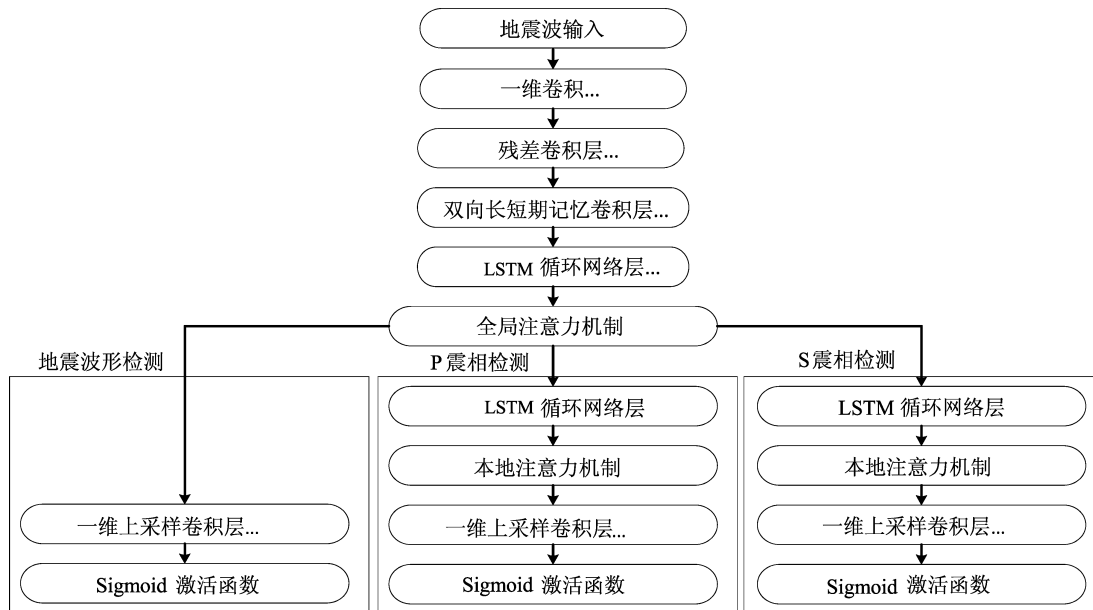 地震波输入
一维卷积...
残差卷积层...
双向长短期记忆卷积层...
LSTM 循环网络层...
全局注意力机制
地震波形检测
一维上采样卷积层...
Sigmoid 激活函数
P 震相检测
LSTM 循环网络层
本地注意力机制
一维上采样卷积层...
Sigmoid 激活函数
S 震相检测
LSTM 循环网络层
本地注意力机制
一维上采样卷积层...
Sigmoid 激活函数